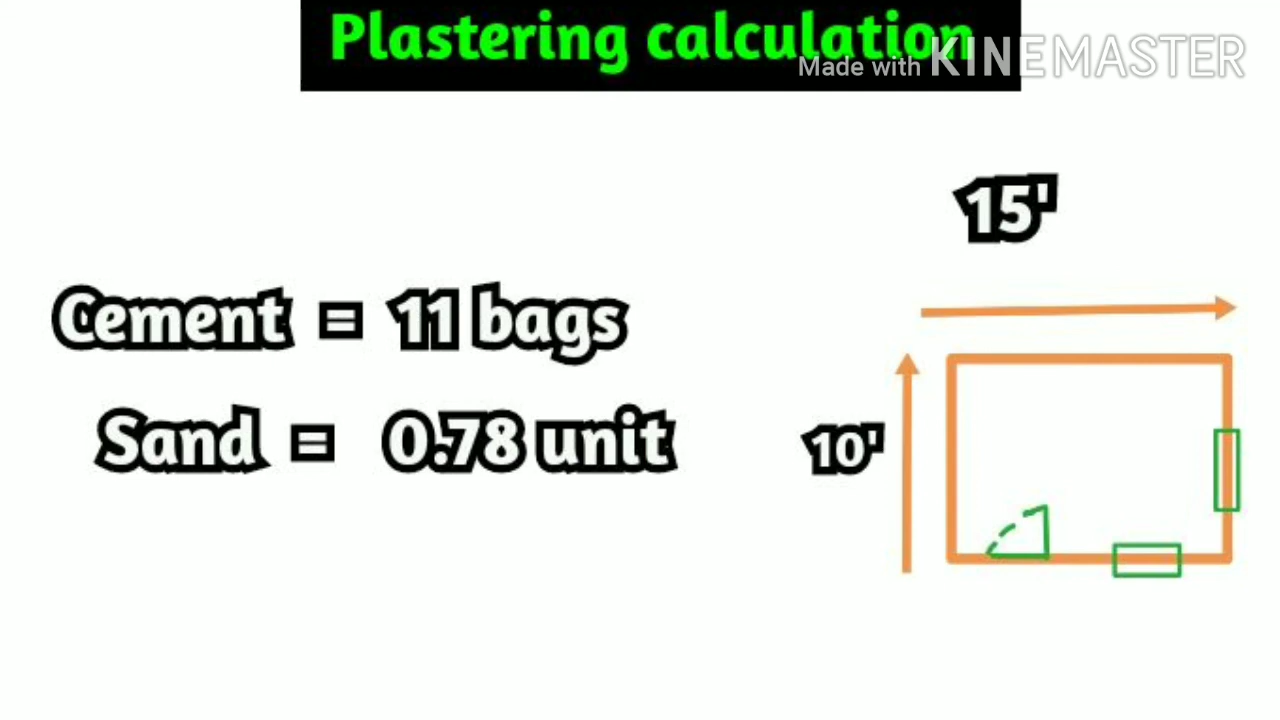 Plastering calculation
Made with KINEMASTER
15'
Cement = 11 bags
Sand = 0.78 unit
10'